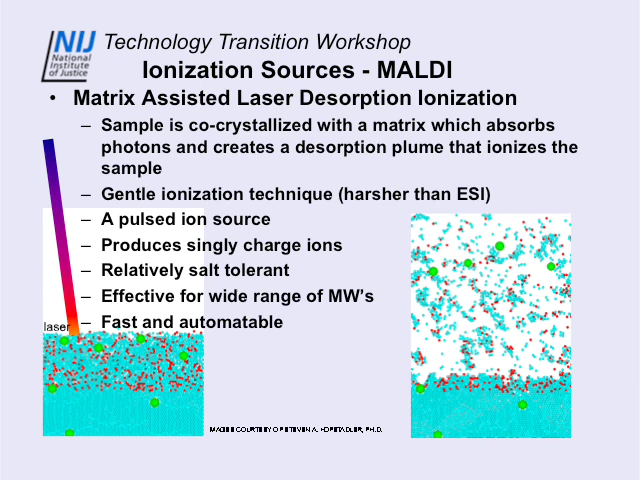 NIJ
National
Institute
of Justice
Technology Transition Workshop
Ionization Sources - MALDI
• Matrix Assisted Laser Desorption Ionization
– Sample is co-crystallized with a matrix which absorbs
photons and creates a desorption plume that ionizes the
sample
– Gentle ionization technique (harsher than ESI)
– A pulsed ion source
– Produces singly charge ions
– Relatively salt tolerant
– Effective for wide range of MW's
– Fast and automatable
laser
COURTESY
PH.D.